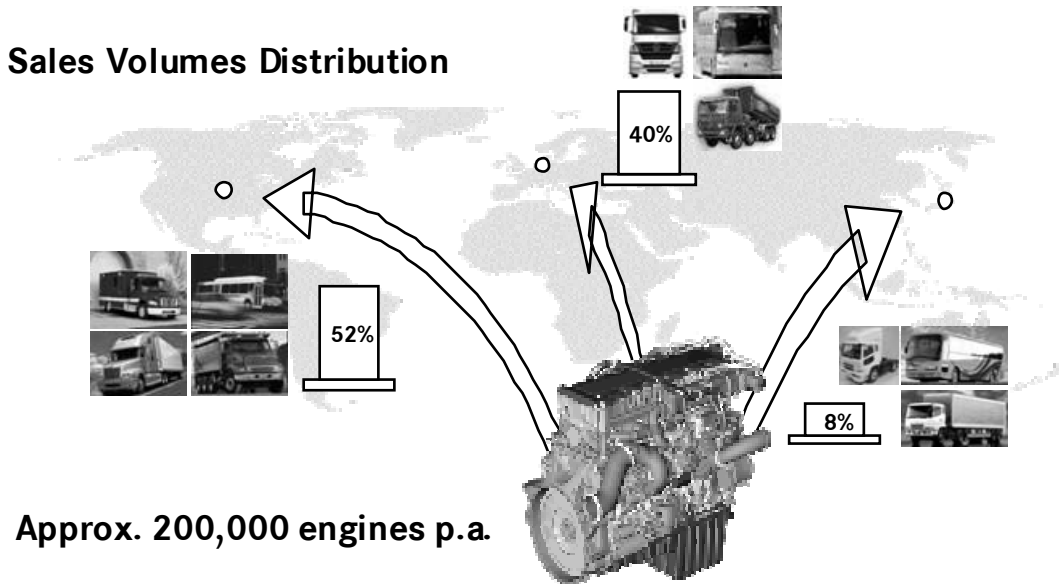 Sales Volumes Distribution
40%
52%
8%
Approx. 200,000 engines p.a.